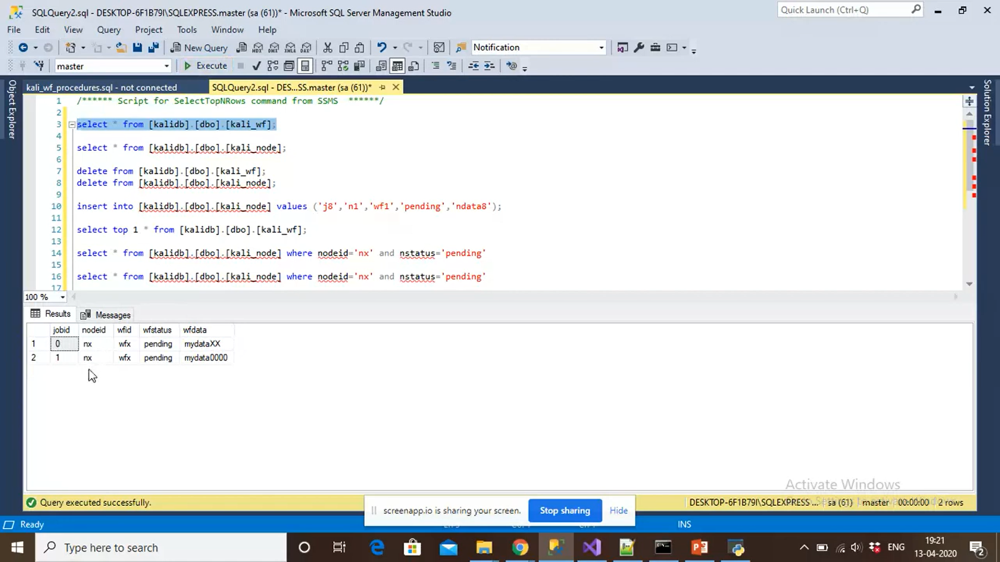 SQLQuery2.sql - DESKTOP-6F1B79I\SQLEXPRESS.master (sa (61))* - Microsoft SQL Server Management Studio
Quick Launch (Ctrl+Q)
File Edit View Query Project Tools Window Help
New Query
MDX DMX XMLA DAX
Notification
master
Execute
Object Explorer
kali_wf_procedures.sql - not connected
SQLQuery2.sql - DES...SS.master (sa (61))*
Solution Explorer
1 /****** Script for SelectTopNRows command from SSMS ******/
2
3 select * from [kalidb].[dbo].[kali_wf];
4
5 select * from [kalidb].[dbo].[kali_node];
6
7 delete from [kalidb].[dbo].[kali_wf];
8 delete from [kalidb].[dbo].[kali_node];
9
10 insert into [kalidb].[dbo].[kali_node] values ('j8','n1','wf1','pending','ndata8');
11
12 select top 1 * from [kalidb].[dbo].[kali_wf];
13
14 select * from [kalidb].[dbo].[kali_node] where nodeid='nx' and nstatus='pending'
15
16 select * from [kalidb].[dbo].[kali_node] where nodeid='nx' and nstatus='pending'
17
100 %
Results Messages
jobid nodeid wfid wfstatus wfdata
1 0 nx wfx pending mydataXX
2 1 nx wfx pending mydata0000
Activate Windows
Query executed successfully.
DESKTOP-6F1B79I\SQLEXPRESS ... sa (61) master 00:00:00 2 rows
screenapp.io is sharing your screen. Stop sharing Hide
Ready
INS
Type here to search
ENG
19:21
13-04-2020
2